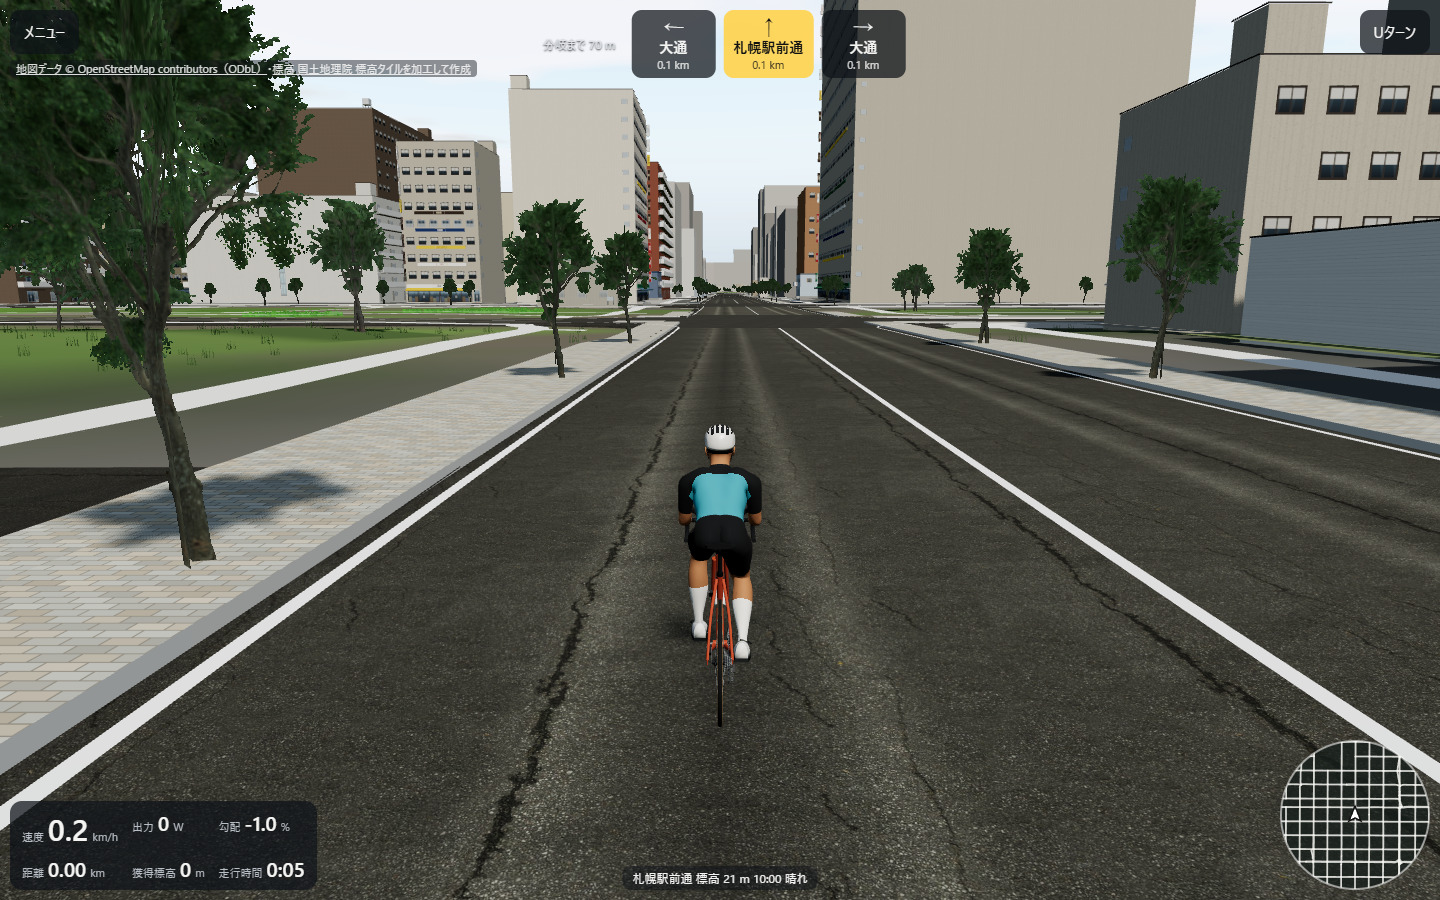 メニュー
地図データ © OpenStreetMap contributors（ODbL）・標高 国土地理院 標高タイルを加工して作成
分岐まで 70 m
← 大通 0.1 km
↑ 札幌駅前通 0.1 km
→ 大通 0.1 km
Uターン
速度 0.2 km/h 出力 0 W 勾配 -1.0 %
距離 0.00 km 獲得標高 0 m 走行時間 0:05
札幌駅前通 標高 21 m 10:00 晴れ